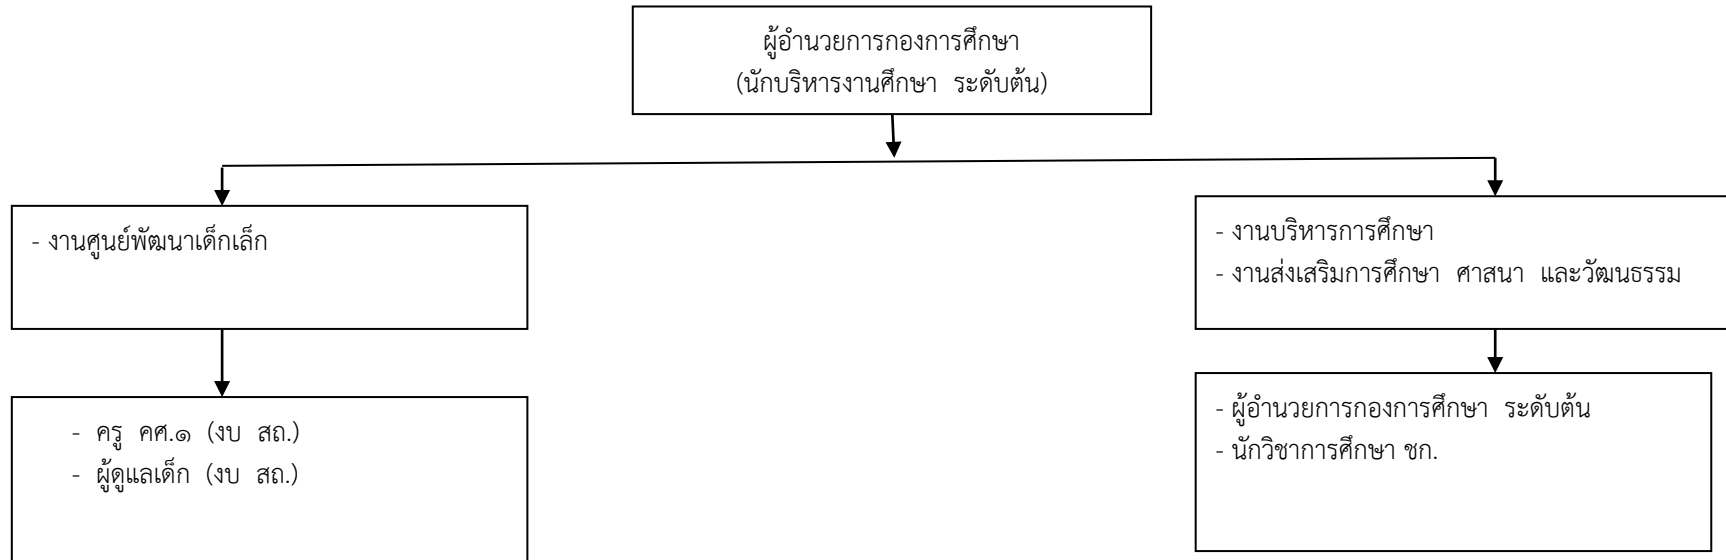 ผู้อำนวยการกองการศึกษา
(นักบริหารงานศึกษา ระดับต้น)
- งานศูนย์พัฒนาเด็กเล็ก
- งานบริหารการศึกษา
- งานส่งเสริมการศึกษา ศาสนา และวัฒนธรรม
- ครู คศ.๑ (งบ สถ.)
- ผู้ดูแลเด็ก (งบ สถ.)
- ผู้อำนวยการกองการศึกษา ระดับต้น
- นักวิชาการศึกษา ชก.